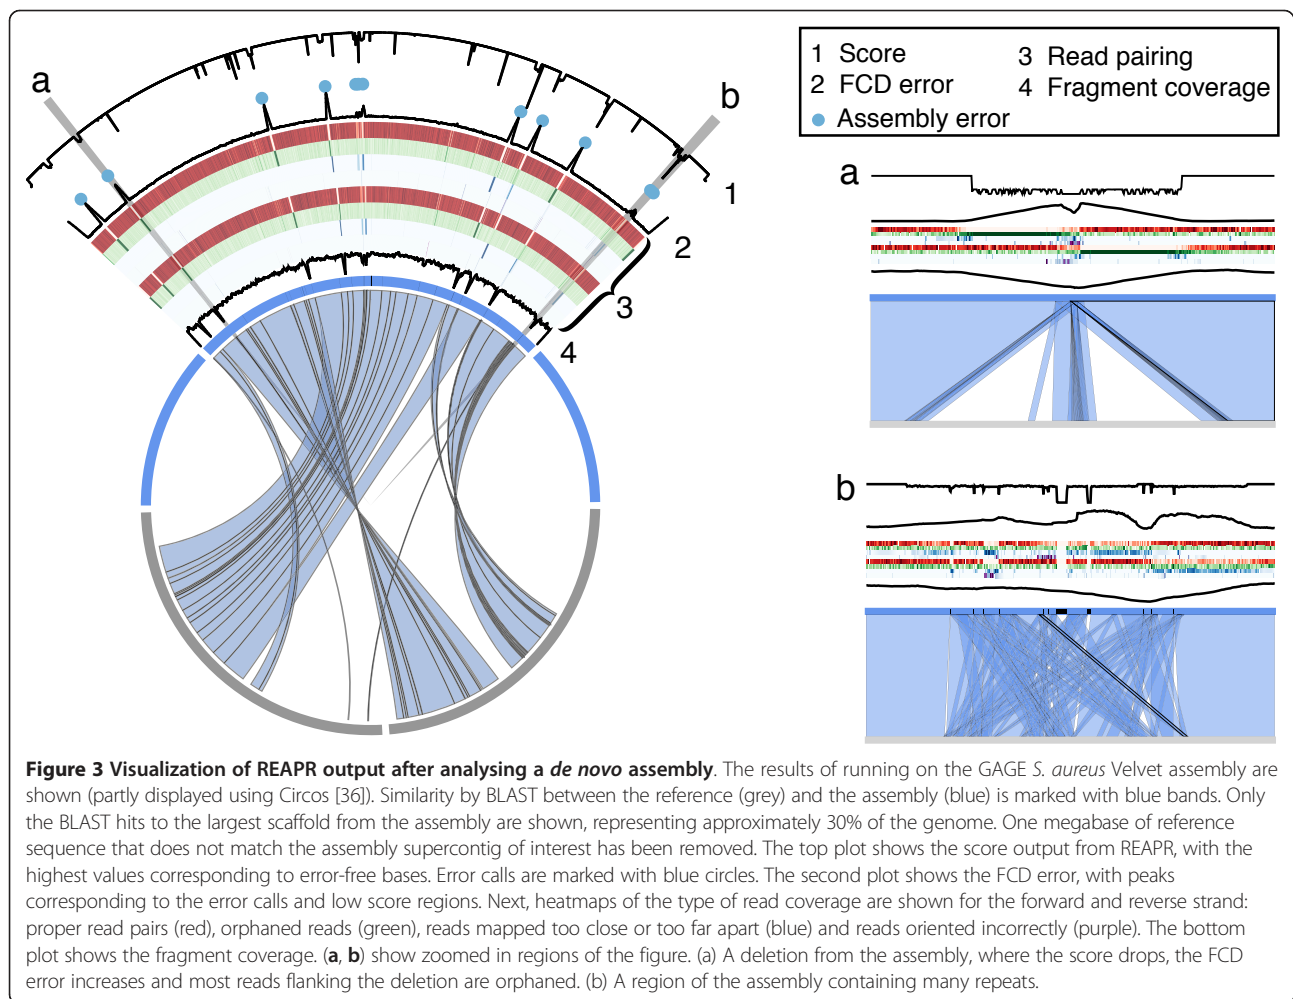 a
b
1
2
3
4
1 Score
2 FCD error
3 Read pairing
4 Fragment coverage
Assembly error
a
b
Figure 3 Visualization of REAPR output after analysing a de novo assembly. The results of running on the GAGE S. aureus Velvet assembly are
shown (partly displayed using Circos [36]). Similarity by BLAST between the reference (grey) and the assembly (blue) is marked with blue bands. Only
the BLAST hits to the largest scaffold from the assembly are shown, representing approximately 30% of the genome. One megabase of reference
sequence that does not match the assembly supercontig of interest has been removed. The top plot shows the score output from REAPR, with the
highest values corresponding to error-free bases. Error calls are marked with blue circles. The second plot shows the FCD error, with peaks
corresponding to the error calls and low score regions. Next, heatmaps of the type of read coverage are shown for the forward and reverse strand:
proper read pairs (red), orphaned reads (green), reads mapped too close or too far apart (blue) and reads oriented incorrectly (purple). The bottom
plot shows the fragment coverage. (a, b) show zoomed in regions of the figure. (a) A deletion from the assembly, where the score drops, the FCD
error increases and most reads flanking the deletion are orphaned. (b) A region of the assembly containing many repeats.